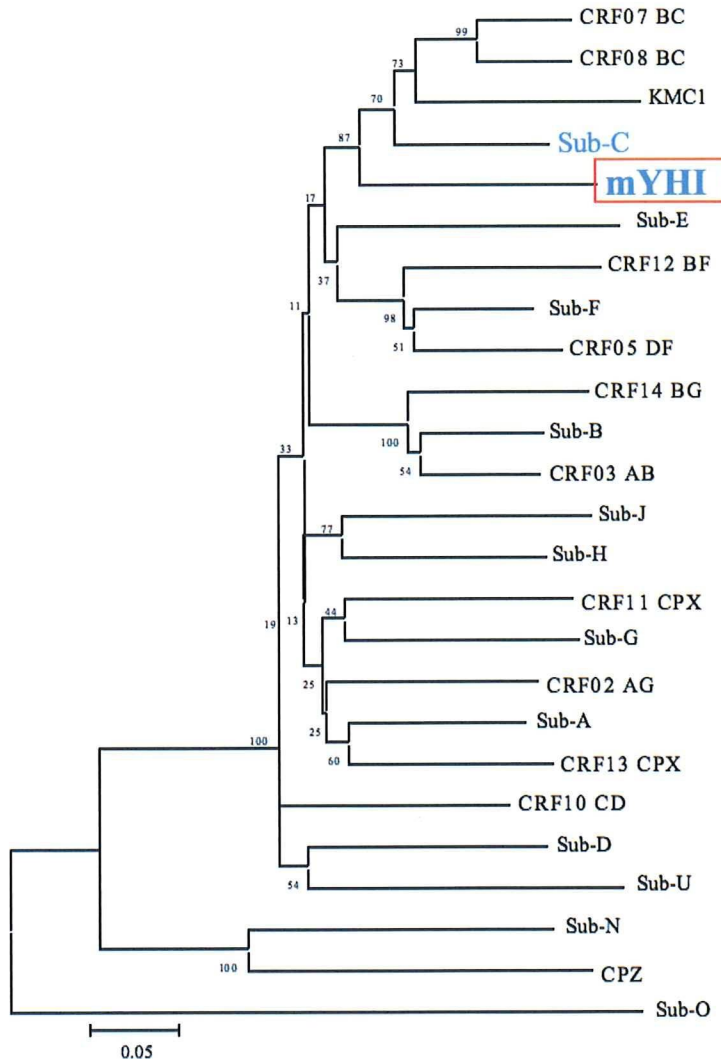 CRF07 BC
99
CRF08 BC
73
KMC1
70
Sub-C
87
mYHI
17
Sub-E
CRF12 BF
37
Sub-F
11
98
CRF05 DF
51
CRF14 BG
Sub-B
100
33
CRF03 AB
54
Sub-J
77
Sub-H
CRF11 CPX
44
19
13
Sub-G
CRF02 AG
25
Sub-A
25
100
60
CRF13 CPX
CRF10 CD
Sub-D
54
Sub-U
Sub-N
100
CPZ
Sub-O
0.05